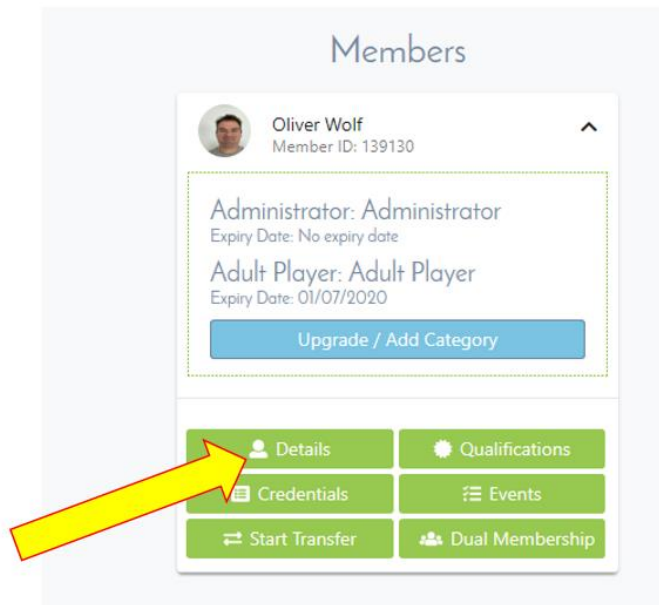 Members
Oliver Wolf
Member ID: 139130
Administrator: Administrator
Expiry Date: No expiry date
Adult Player: Adult Player
Expiry Date: 01/07/2020
Upgrade / Add Category
Details
Qualifications
Credentials
Events
Start Transfer
Dual Membership